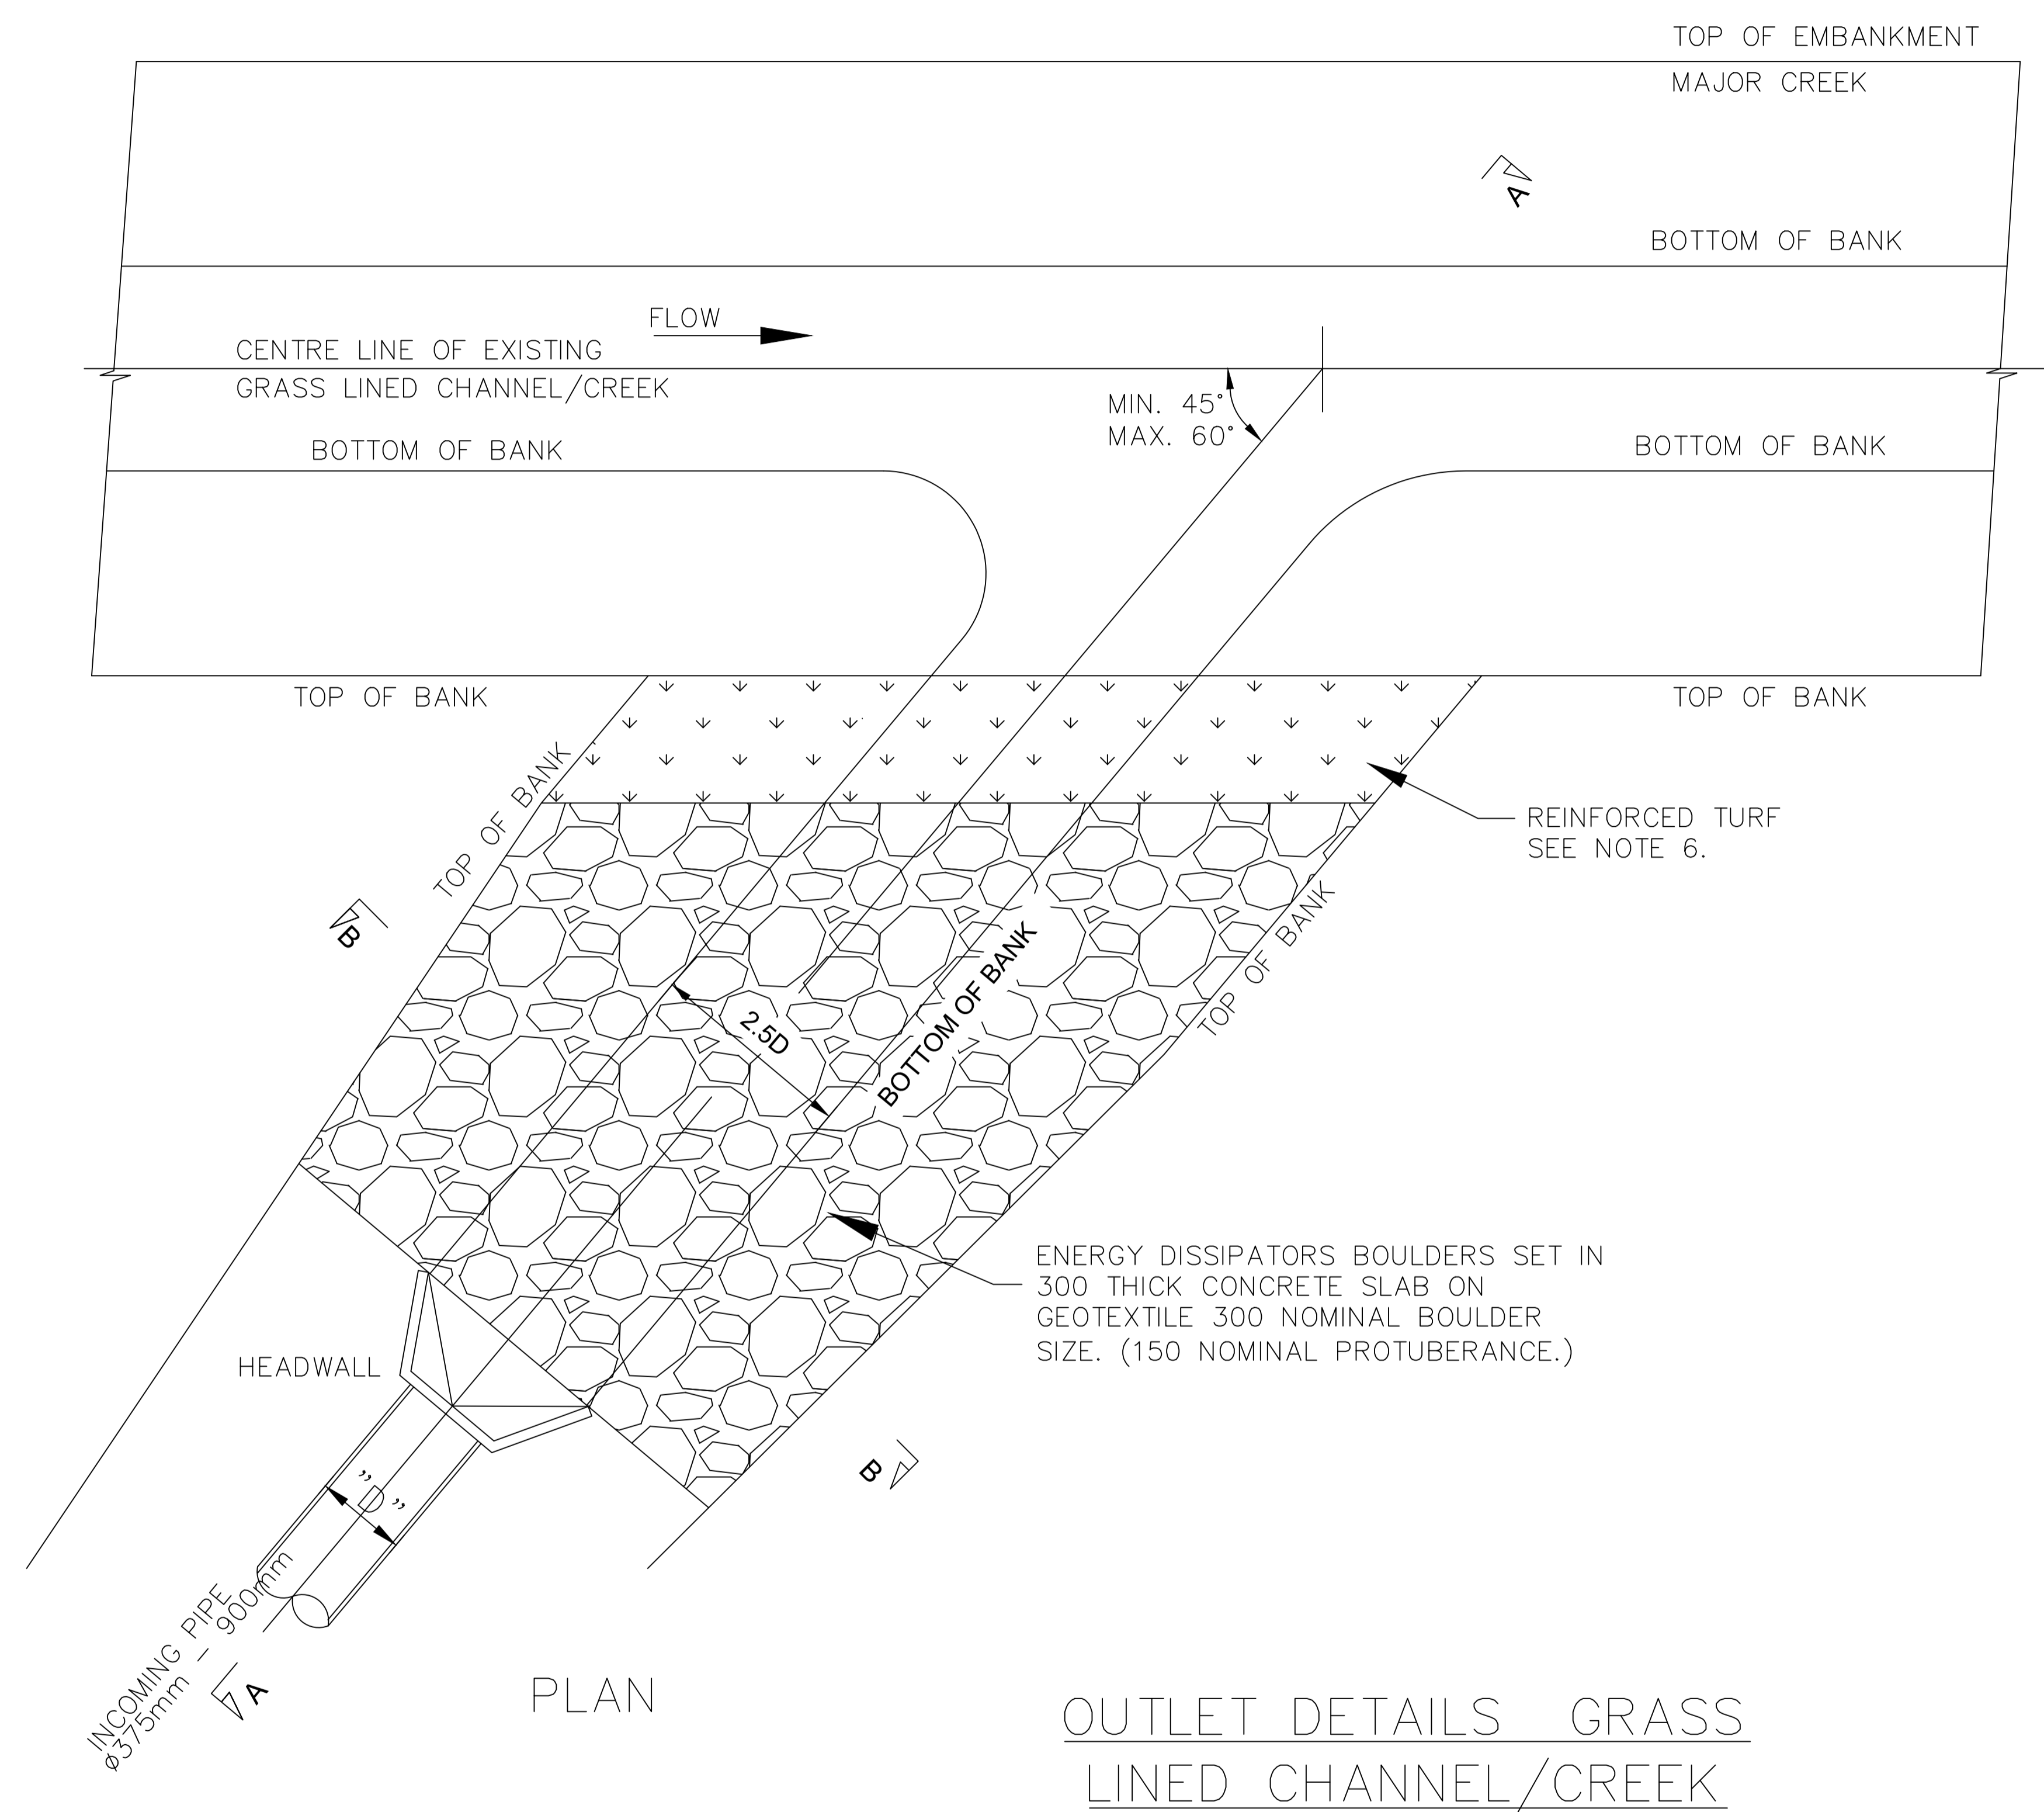 TOP OF EMBANKMENT
MAJOR CREEK
A
BOTTOM OF BANK
FLOW
CENTRE LINE OF EXISTING
GRASS LINED CHANNEL/CREEK
MIN. 45°
MAX. 60°
BOTTOM OF BANK
BOTTOM OF BANK
TOP OF BANK
TOP OF BANK
TOP OF BANK
REINFORCED TURF
SEE NOTE 6.
TOP OF BANK
B
BOTTOM OF BANK
2.5D
ENERGY DISSIPATORS BOULDERS SET IN
300 THICK CONCRETE SLAB ON
GEOTEXTILE 300 NOMINAL BOULDER
SIZE. (150 NOMINAL PROTUBERANCE.)
HEADWALL
B
"D"
INCOMING PIPE
ø375mm – 900mm
A
PLAN
OUTLET DETAILS GRASS
LINED CHANNEL/CREEK